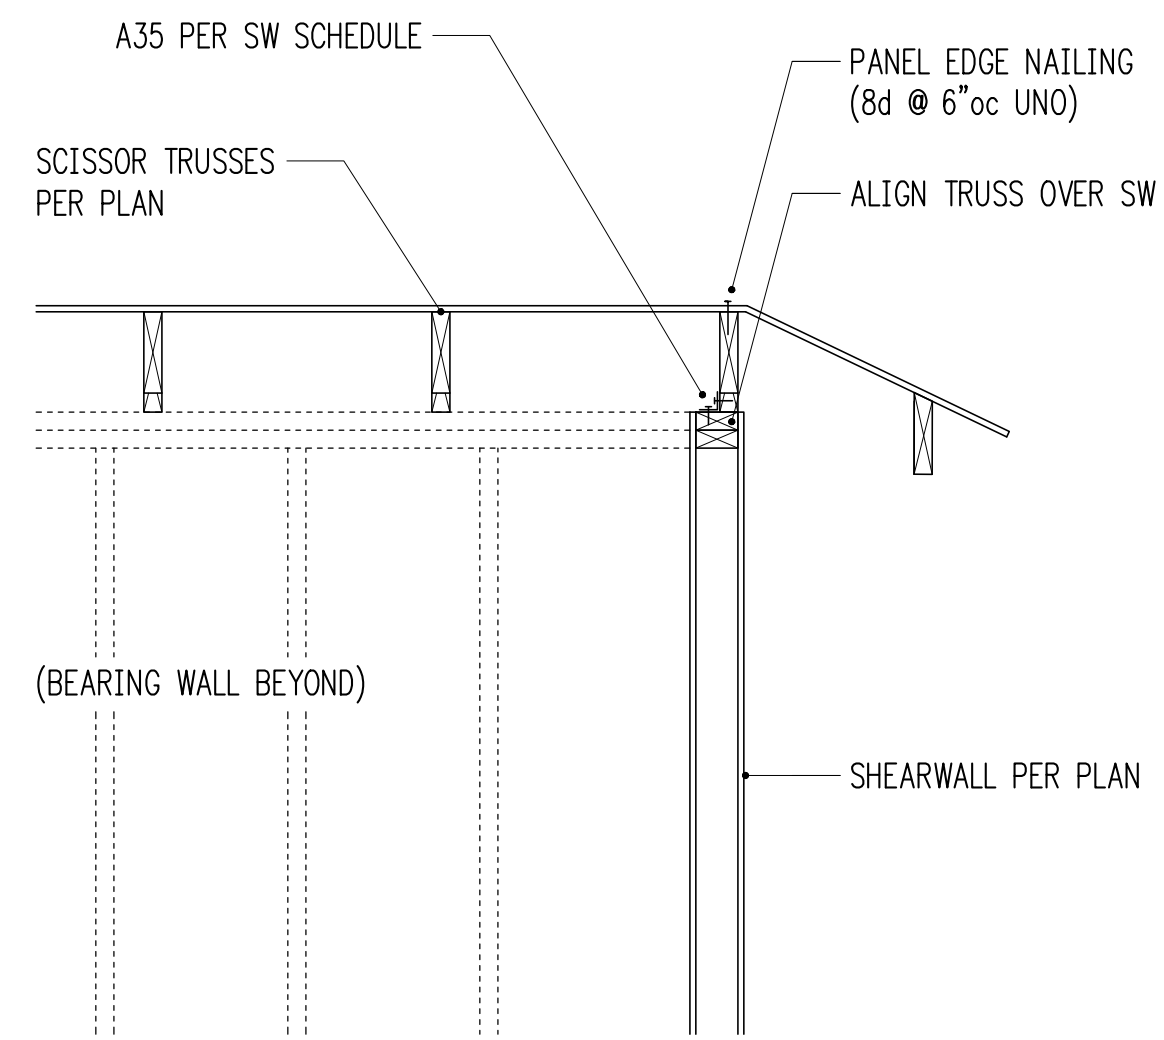 A35 PER SW SCHEDULE
PANEL EDGE NAILING
(8d @ 6"oc UNO)
SCISSOR TRUSSES
PER PLAN
ALIGN TRUSS OVER SW
(BEARING WALL BEYOND)
SHEARWALL PER PLAN